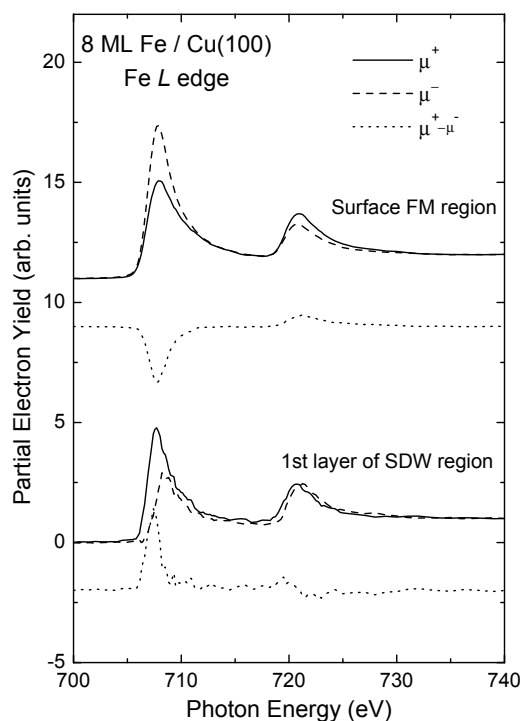 8 ML Fe / Cu(100)
Fe L edge
μ⁺
μ⁻
μ⁺-μ⁻
Surface FM region
1st layer of SDW region
Partial Electron Yield (arb. units)
20
15
10
5
0
-5
700 710 720 730 740
Photon Energy (eV)